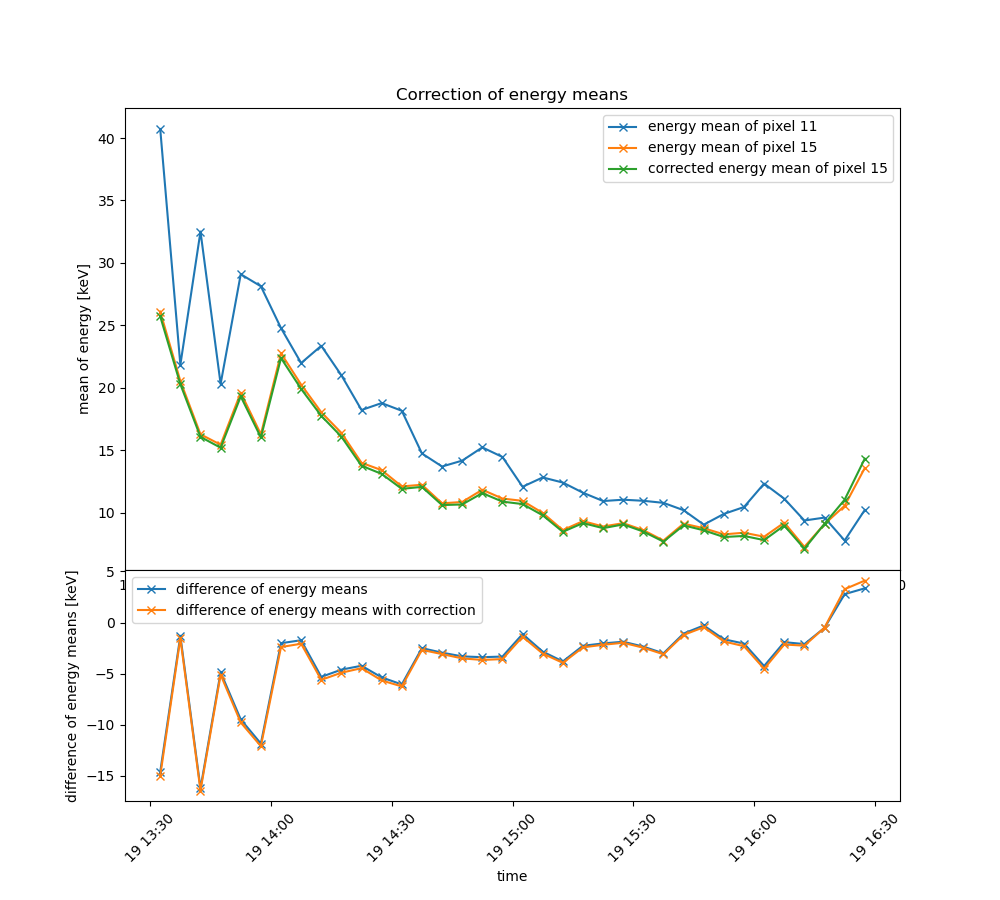 Correction of energy means
energy mean of pixel 11
energy mean of pixel 15
corrected energy mean of pixel 15
mean of energy [keV]
40
35
30
25
20
15
10
5
0
−5
−10
−15
difference of energy means
difference of energy means with correction
difference of energy means [keV]
19 13:30
19 14:00
19 14:30
19 15:00
19 15:30
19 16:00
19 16:30
time